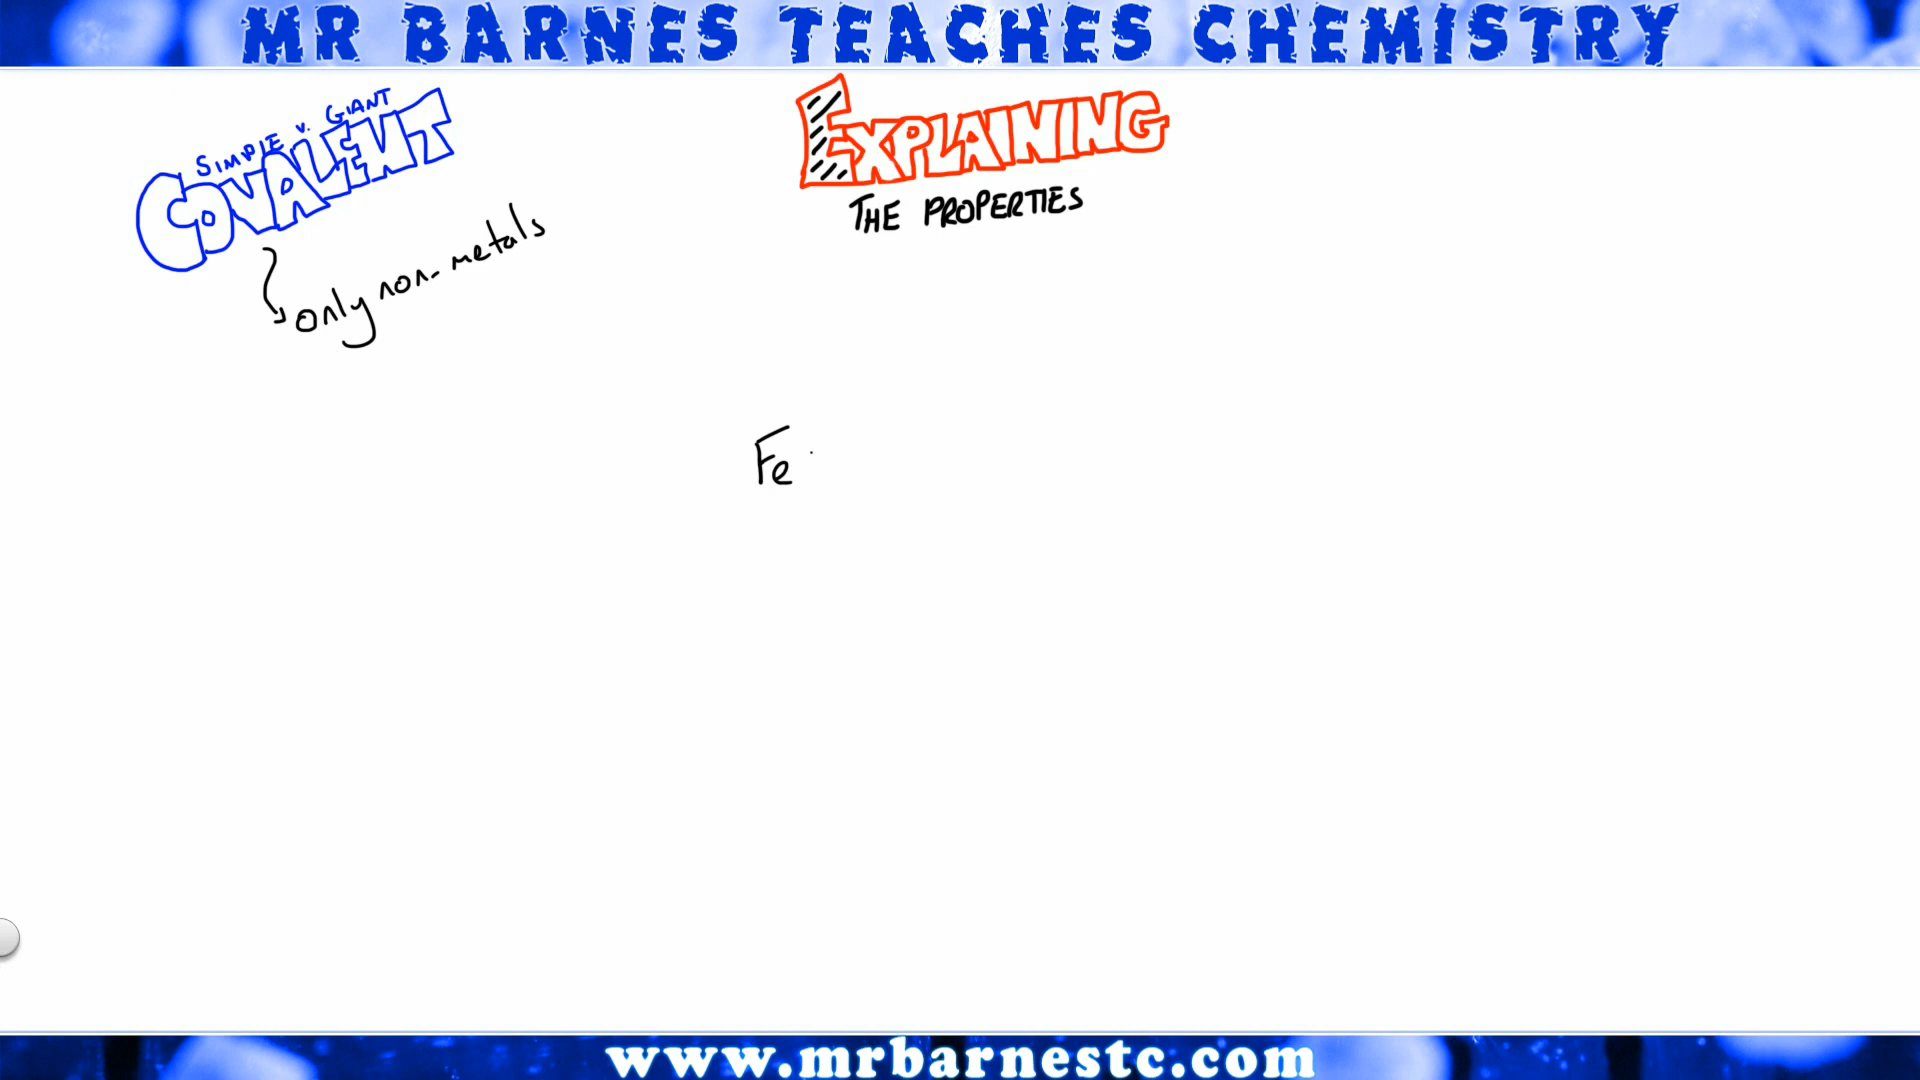 MR BARNES TEACHES CHEMISTRY
SIMPLE v. GIANT
COVALENT
only non-metals
EXPLAINING
THE PROPERTIES
Fe
www.mrbarnestc.com